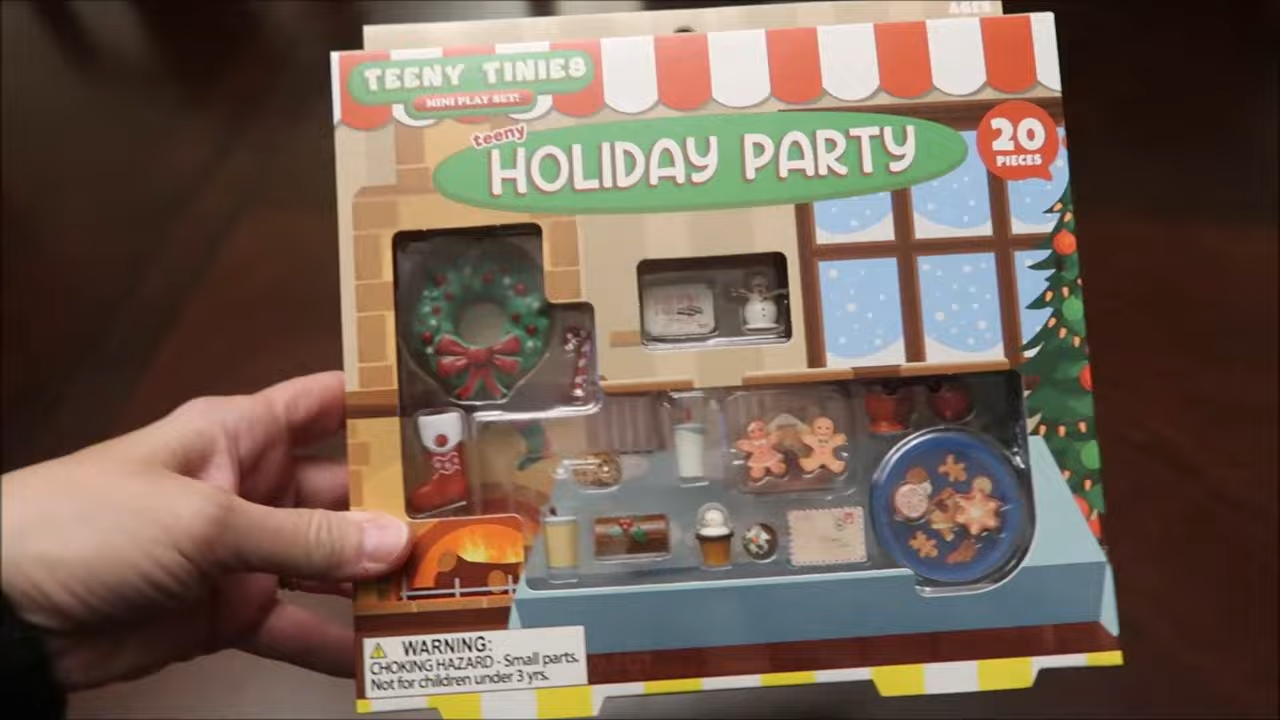 AGES
TEENY TINIES
MINI PLAY SET!
teeny
HOLIDAY PARTY
20
PIECES
WARNING:
CHOKING HAZARD - Small parts.
Not for children under 3 yrs.